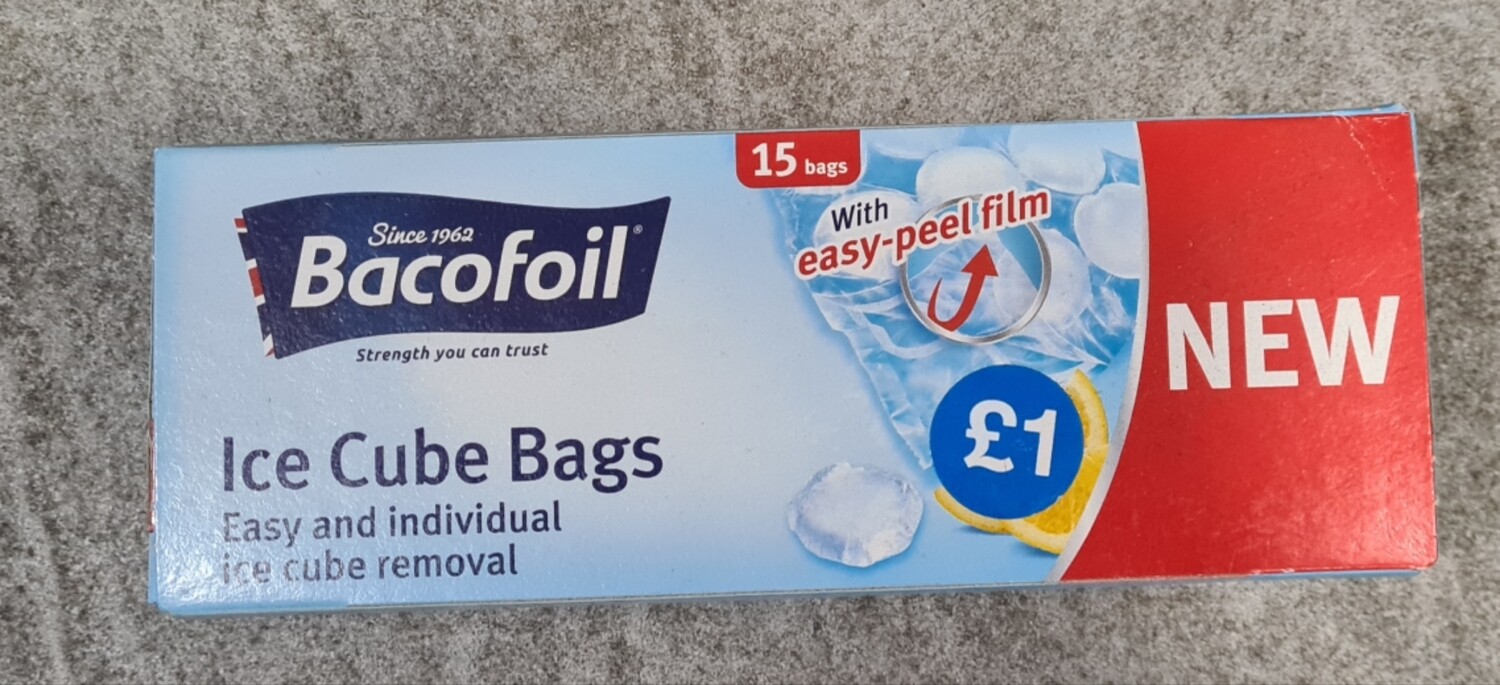 15 bags
With
easy-peel film
Since 1962
Bacofoil®
Strength you can trust
£1
NEW
Ice Cube Bags
Easy and individual
ice cube removal